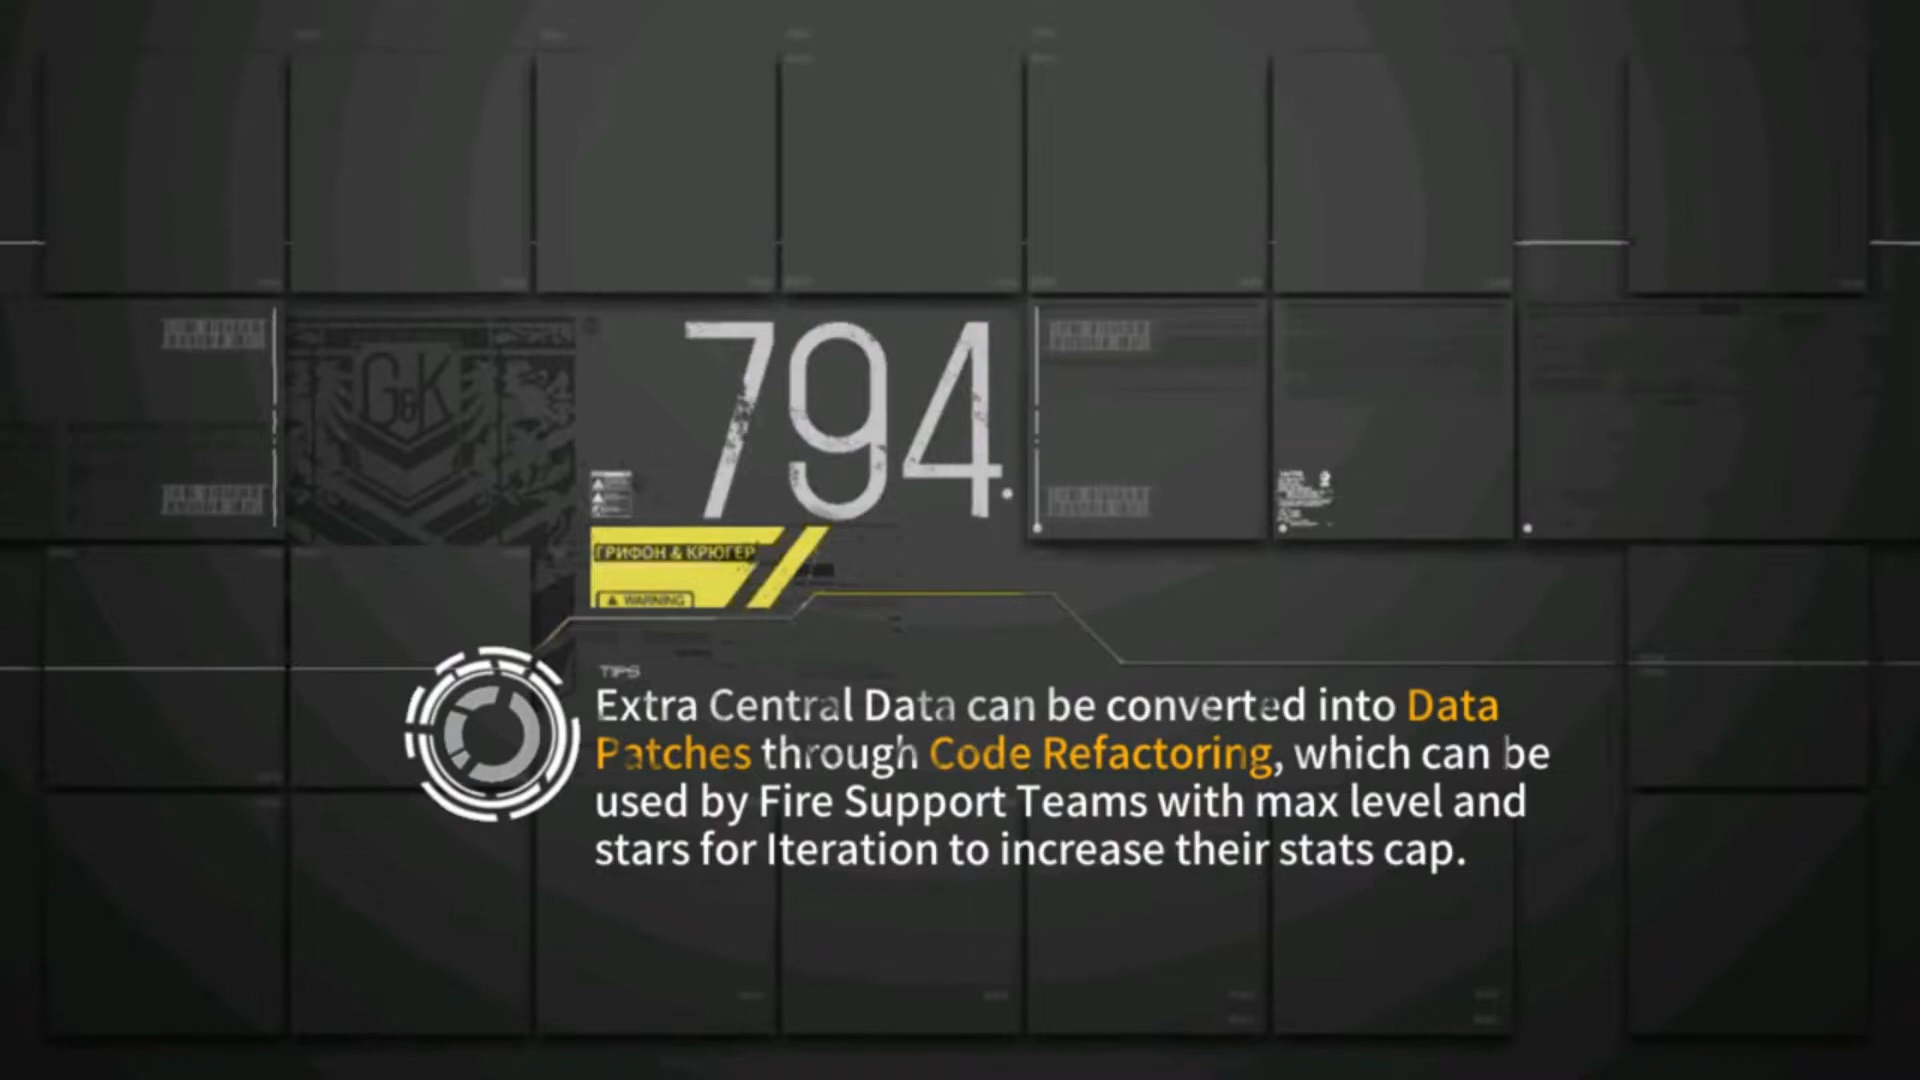 G&K
794.
ГРИФОН & КРЮГЕР
WARNING
TIPS
Extra Central Data can be converted into Data
Patches through Code Refactoring, which can be
used by Fire Support Teams with max level and
stars for Iteration to increase their stats cap.